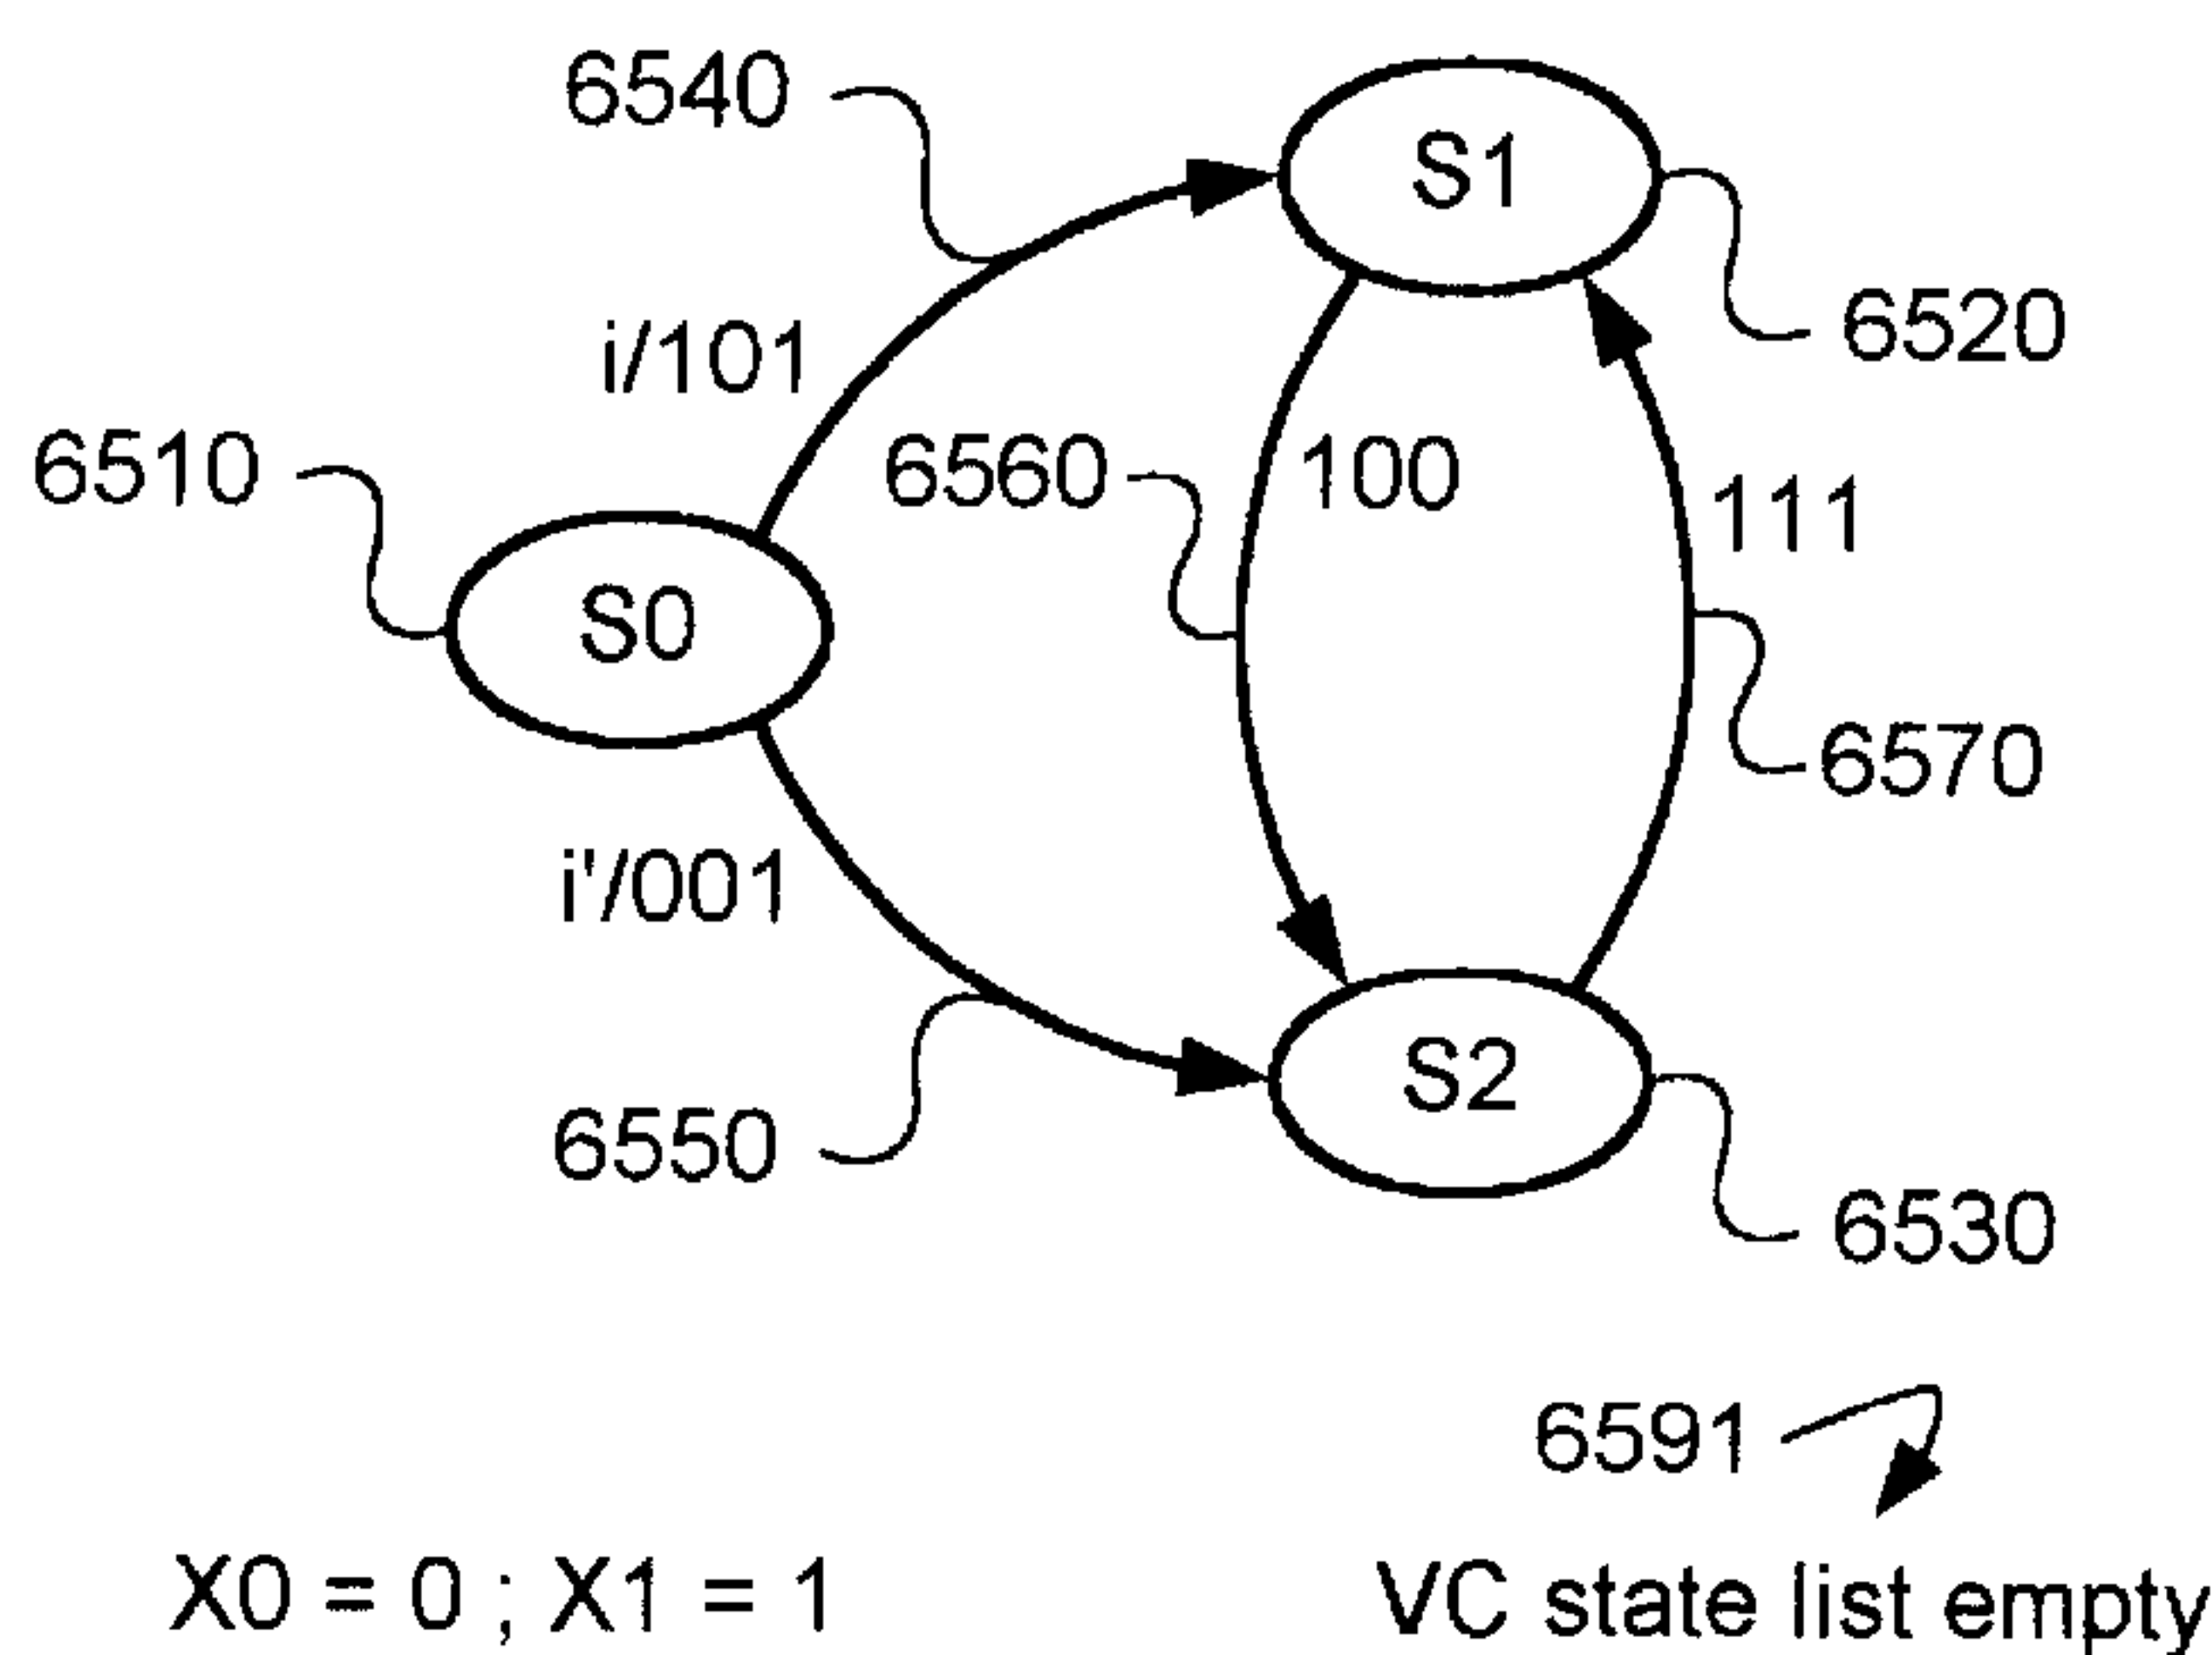 6540
S1
6520
i/101
6510
6560
100
111
S0
6570
i'/001
S2
6550
6530
6591
X0 = 0 ; X1 = 1
VC state list empty